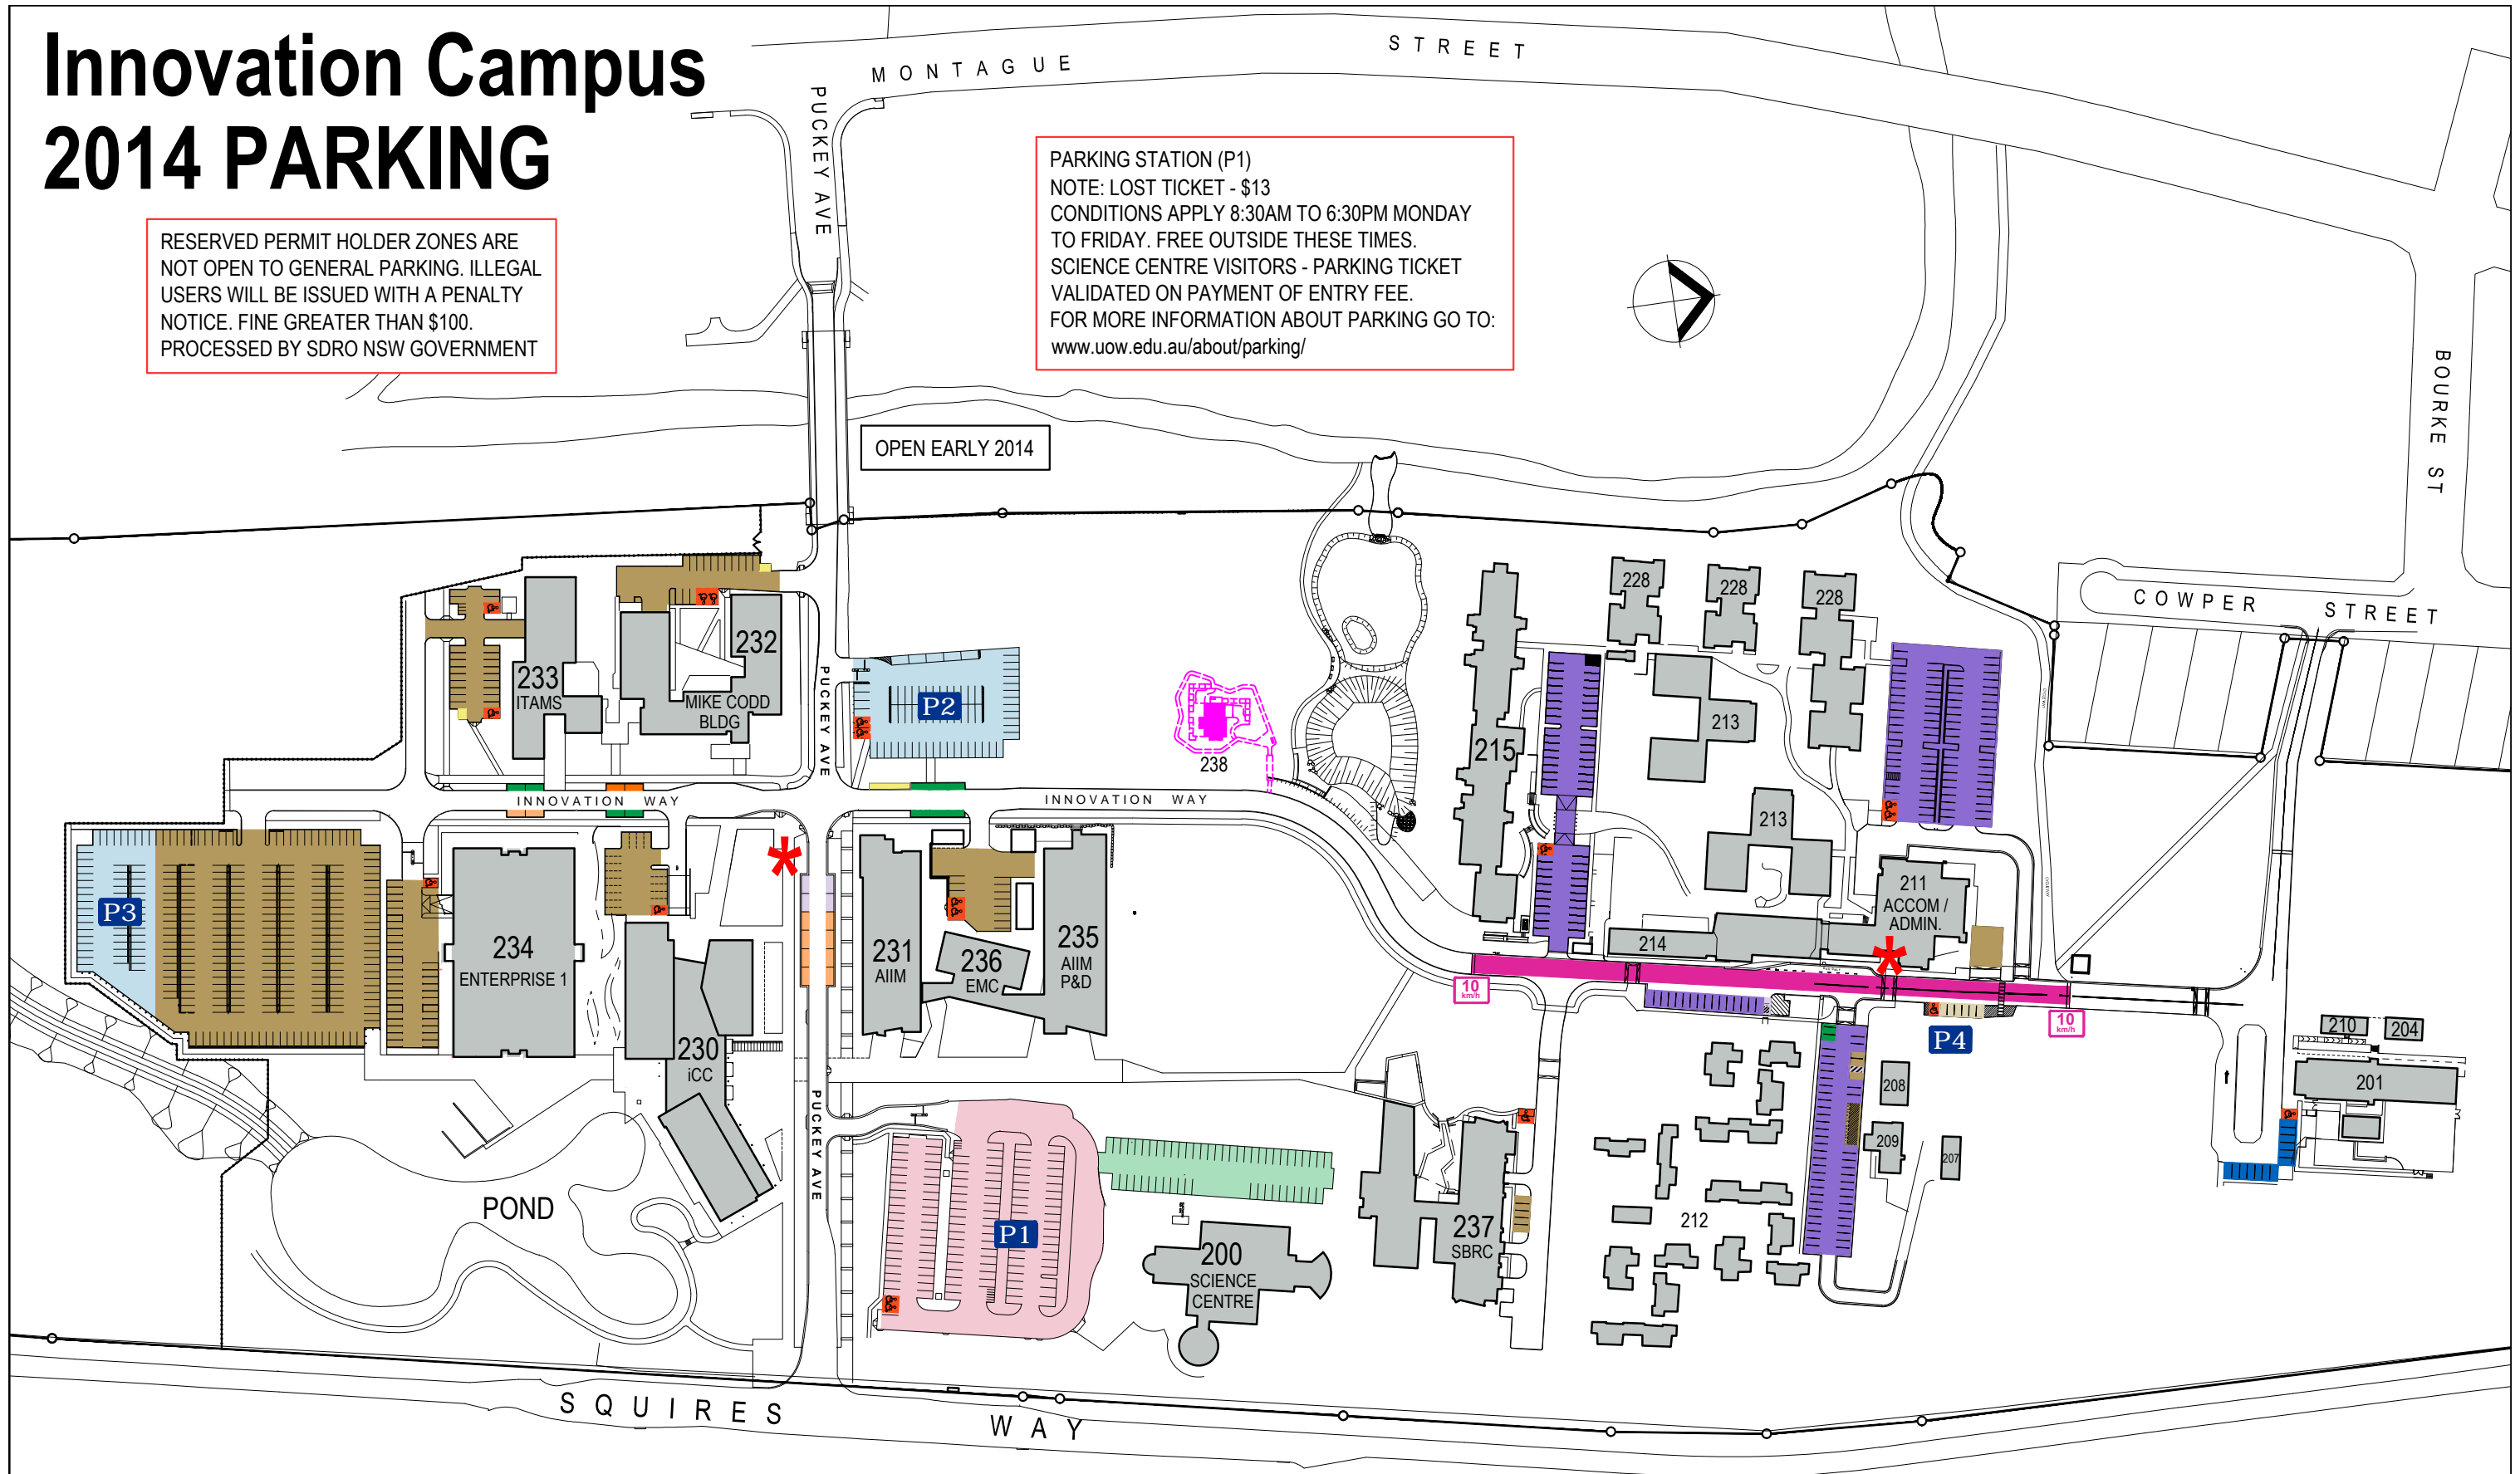 Innovation Campus
2014 PARKING
RESERVED PERMIT HOLDER ZONES ARE
NOT OPEN TO GENERAL PARKING. ILLEGAL
USERS WILL BE ISSUED WITH A PENALTY
NOTICE. FINE GREATER THAN $100.
PROCESSED BY SDRO NSW GOVERNMENT
MONTAGUE STREET
PUCKEY AVE
PARKING STATION (P1)
NOTE: LOST TICKET - $13
CONDITIONS APPLY 8:30AM TO 6:30PM MONDAY
TO FRIDAY. FREE OUTSIDE THESE TIMES.
SCIENCE CENTRE VISITORS - PARKING TICKET
VALIDATED ON PAYMENT OF ENTRY FEE.
FOR MORE INFORMATION ABOUT PARKING GO TO:
www.uow.edu.au/about/parking/
BOURKE ST
OPEN EARLY 2014
COWPER STREET
228
228
228
232
MIKE CODD
BLDG
233
ITAMS
PUCKEY AVE
P2
238
215
213
213
INNOVATION WAY
INNOVATION WAY
P3
234
ENTERPRISE 1
231
AIIM
236
EMC
235
AIIM
P&D
211
ACCOM /
ADMIN.
214
10
km/h
10
km/h
P4
230
iCC
210
204
201
208
209
207
212
PUCKEY AVE
POND
P1
200
SCIENCE
CENTRE
237
SBRC
SQUIRES WAY